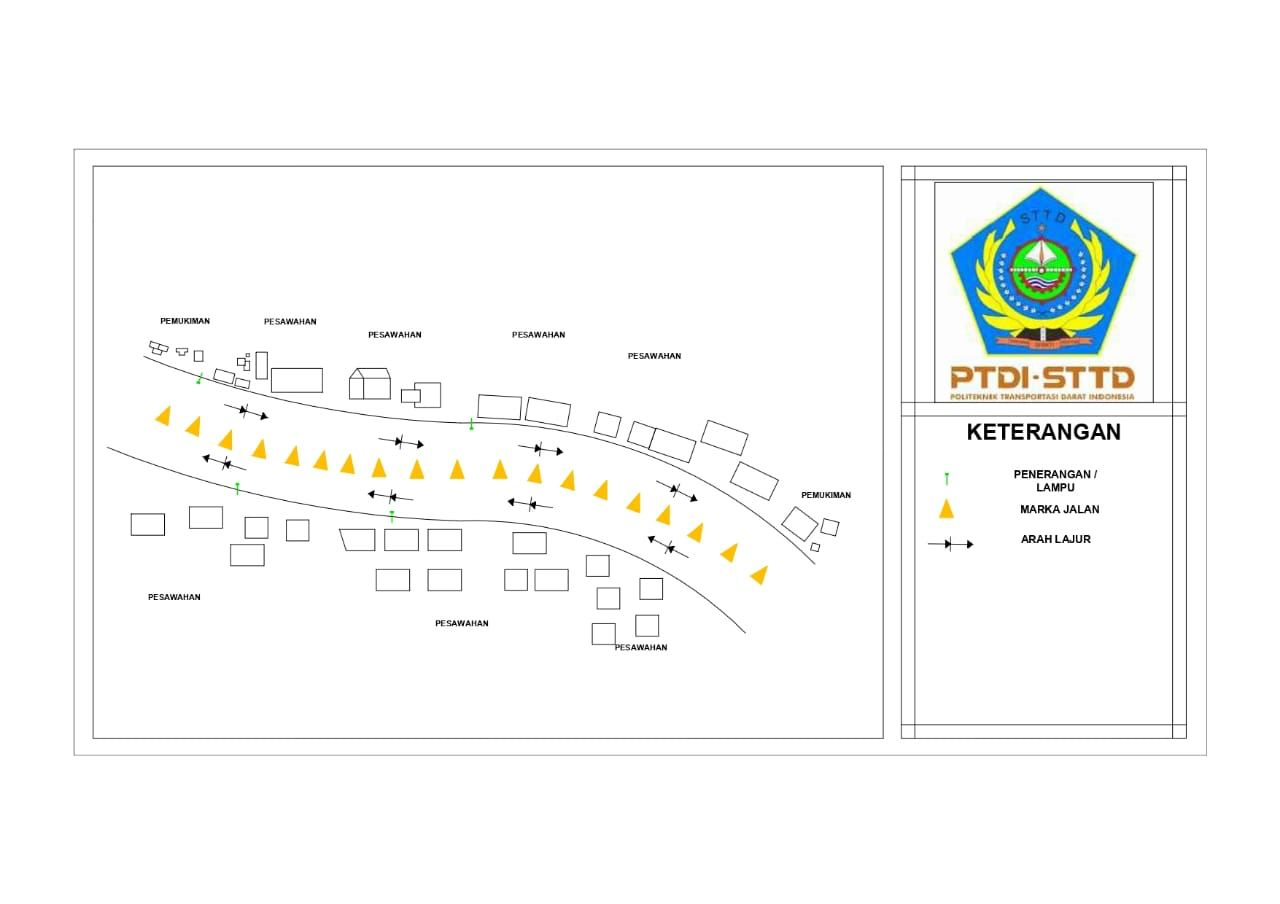 PEMUKIMAN
PESAWAHAN
PESAWAHAN
PESAWAHAN
PESAWAHAN
PEMUKIMAN
PESAWAHAN
PESAWAHAN
PESAWAHAN
STTD
BHAKTI
PTDI-STTD
POLITEKNIK TRANSPORTASI DARAT INDONESIA
KETERANGAN
PENERANGAN /
LAMPU
MARKA JALAN
ARAH LAJUR